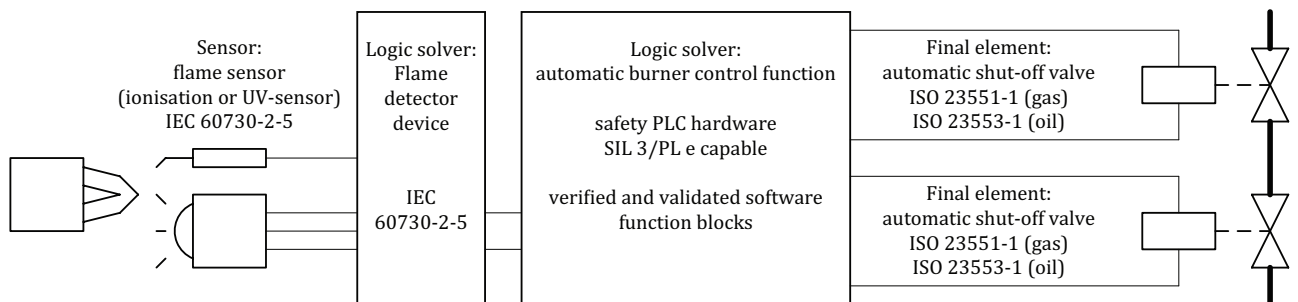 Sensor:
flame sensor
(ionisation or UV-sensor)
IEC 60730-2-5
Logic solver:
Flame
detector
device
IEC
60730-2-5
Logic solver:
automatic burner control function
safety PLC hardware
SIL 3/PL e capable
verified and validated software
function blocks
Final element:
automatic shut-off valve
ISO 23551-1 (gas)
ISO 23553-1 (oil)
Final element:
automatic shut-off valve
ISO 23551-1 (gas)
ISO 23553-1 (oil)